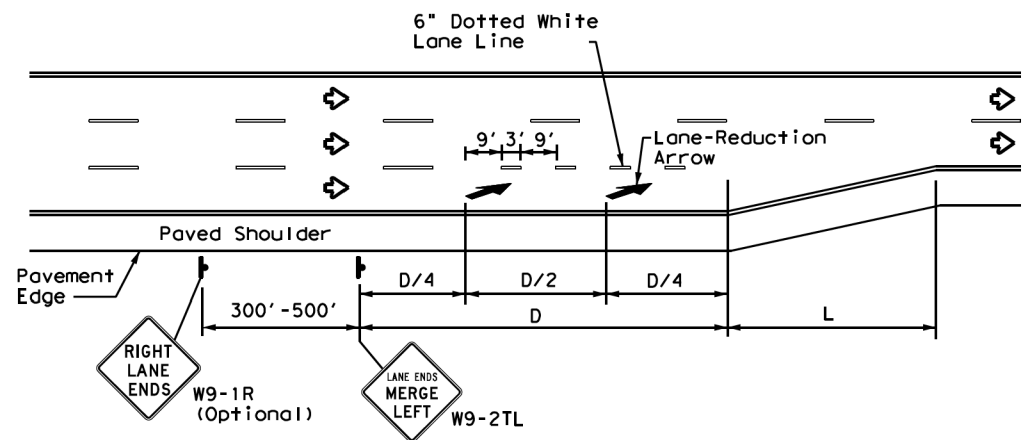 6" Dotted White
Lane Line
9' 3' 9'
Lane-Reduction
Arrow
Paved Shoulder
Pavement
Edge
D/4 D/2 D/4
300'-500' D L
RIGHT
LANE
ENDS
W9-1R
(Optional)
LANE ENDS
MERGE
LEFT
W9-2TL